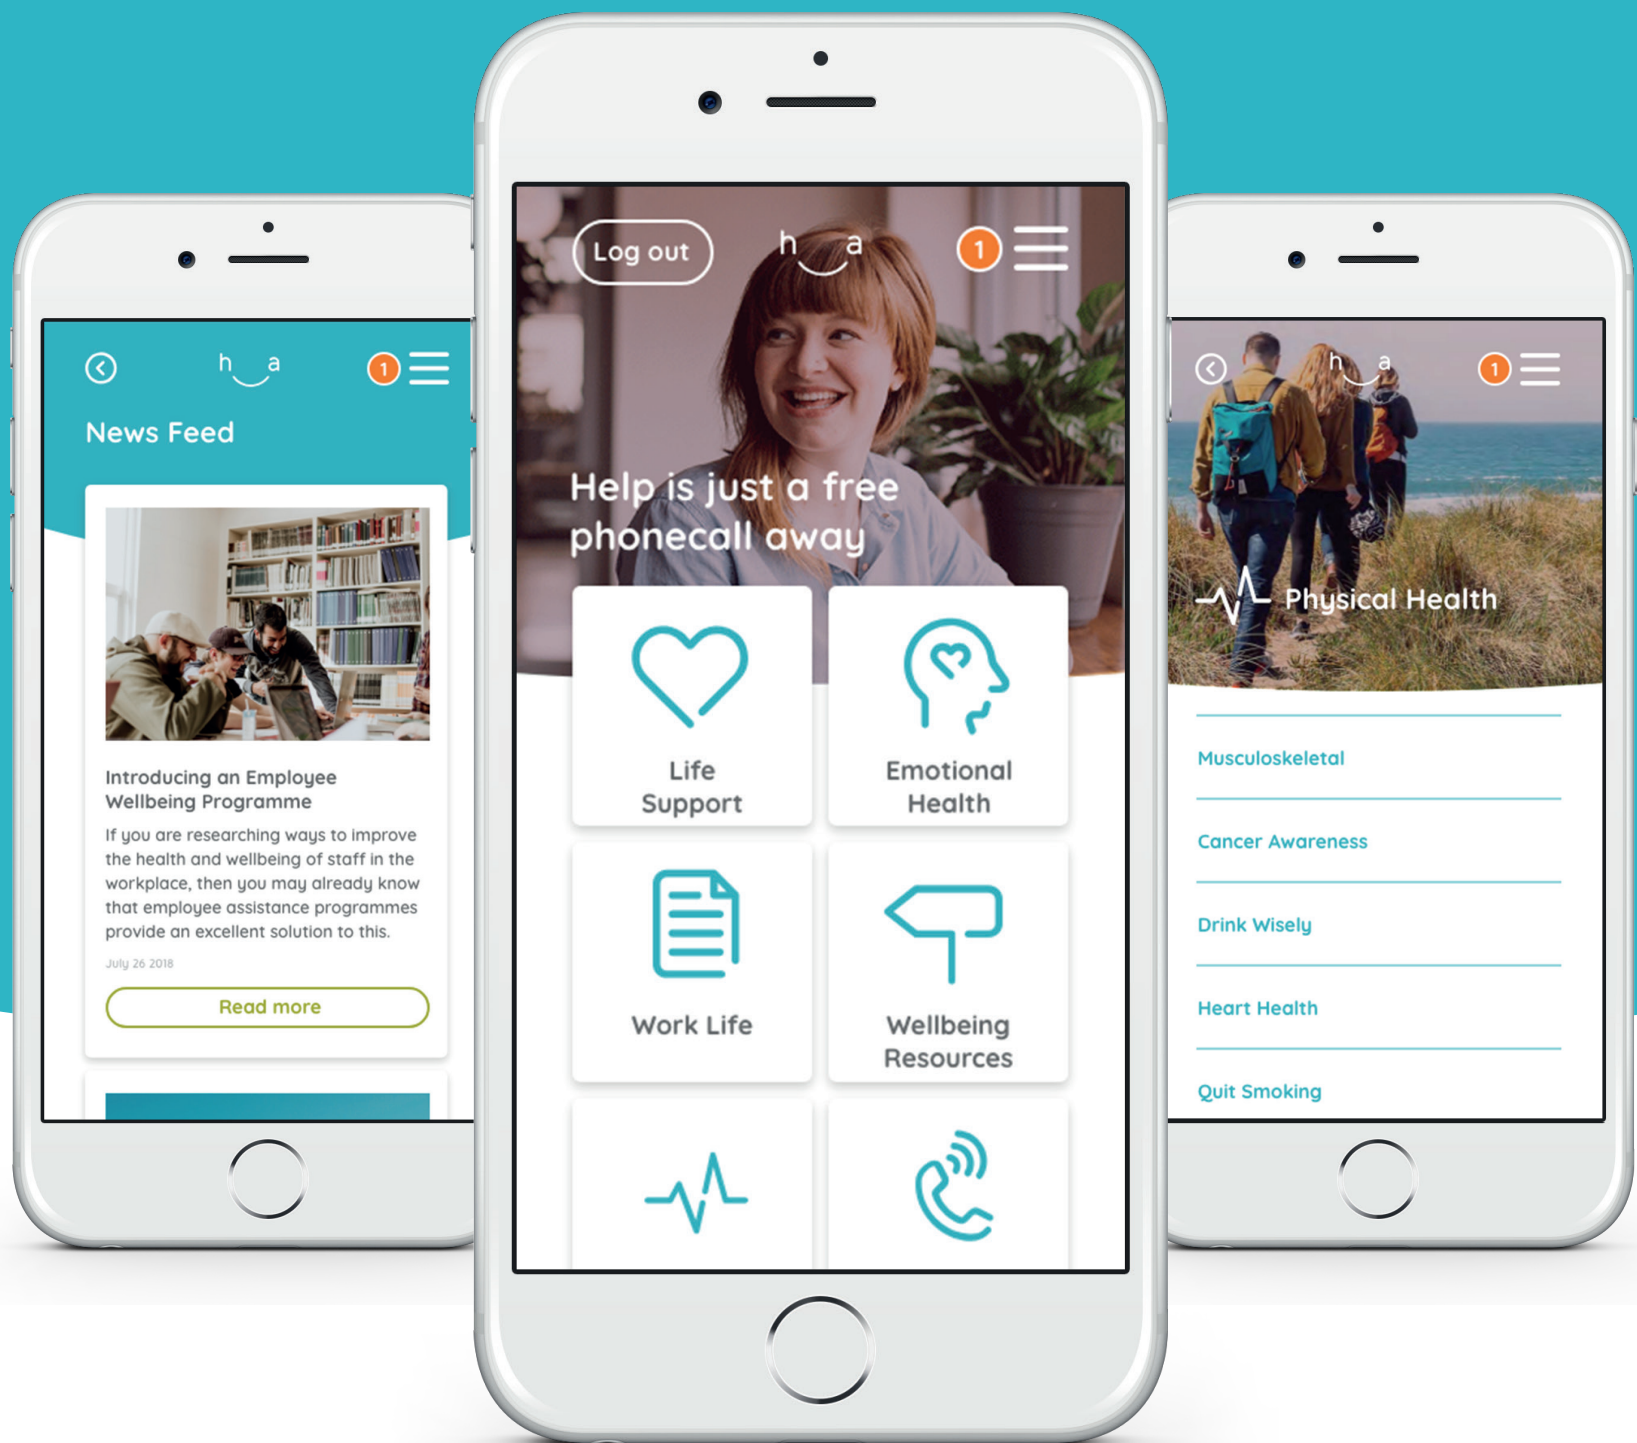 h a
1
News Feed
Introducing an Employee
Wellbeing Programme
If you are researching ways to improve
the health and wellbeing of staff in the
workplace, then you may already know
that employee assistance programmes
provide an excellent solution to this.
July 26 2018
Read more
Log out
h a
1
Help is just a free
phonecall away
Life
Support
Emotional
Health
Work Life
Wellbeing
Resources
h a
1
Physical Health
Musculoskeletal
Cancer Awareness
Drink Wisely
Heart Health
Quit Smoking